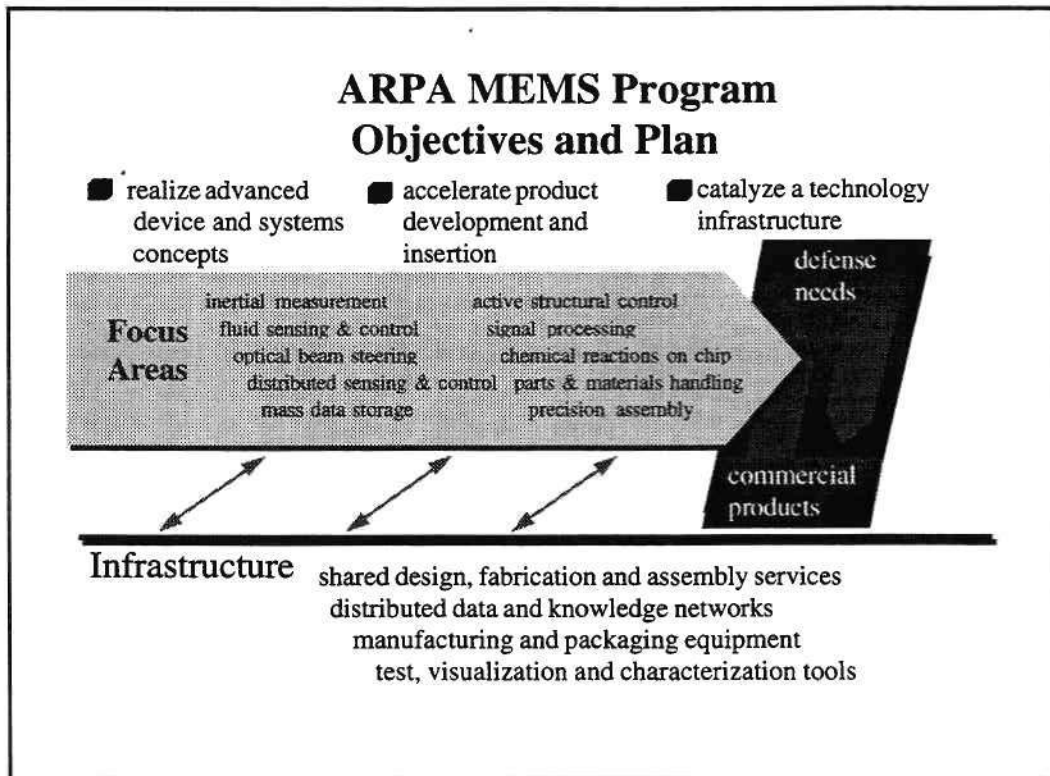 ARPA MEMS Program
Objectives and Plan
realize advanced
device and systems
concepts
accelerate product
development and
insertion
catalyze a technology
infrastructure
defense
needs
Focus
Areas
inertial measurement
fluid sensing & control
optical beam steering
distributed sensing & control
mass data storage
active structural control
signal processing
chemical reactions on chip
parts & materials handling
precision assembly
commercial
products
Infrastructure
shared design, fabrication and assembly services
distributed data and knowledge networks
manufacturing and packaging equipment
test, visualization and characterization tools